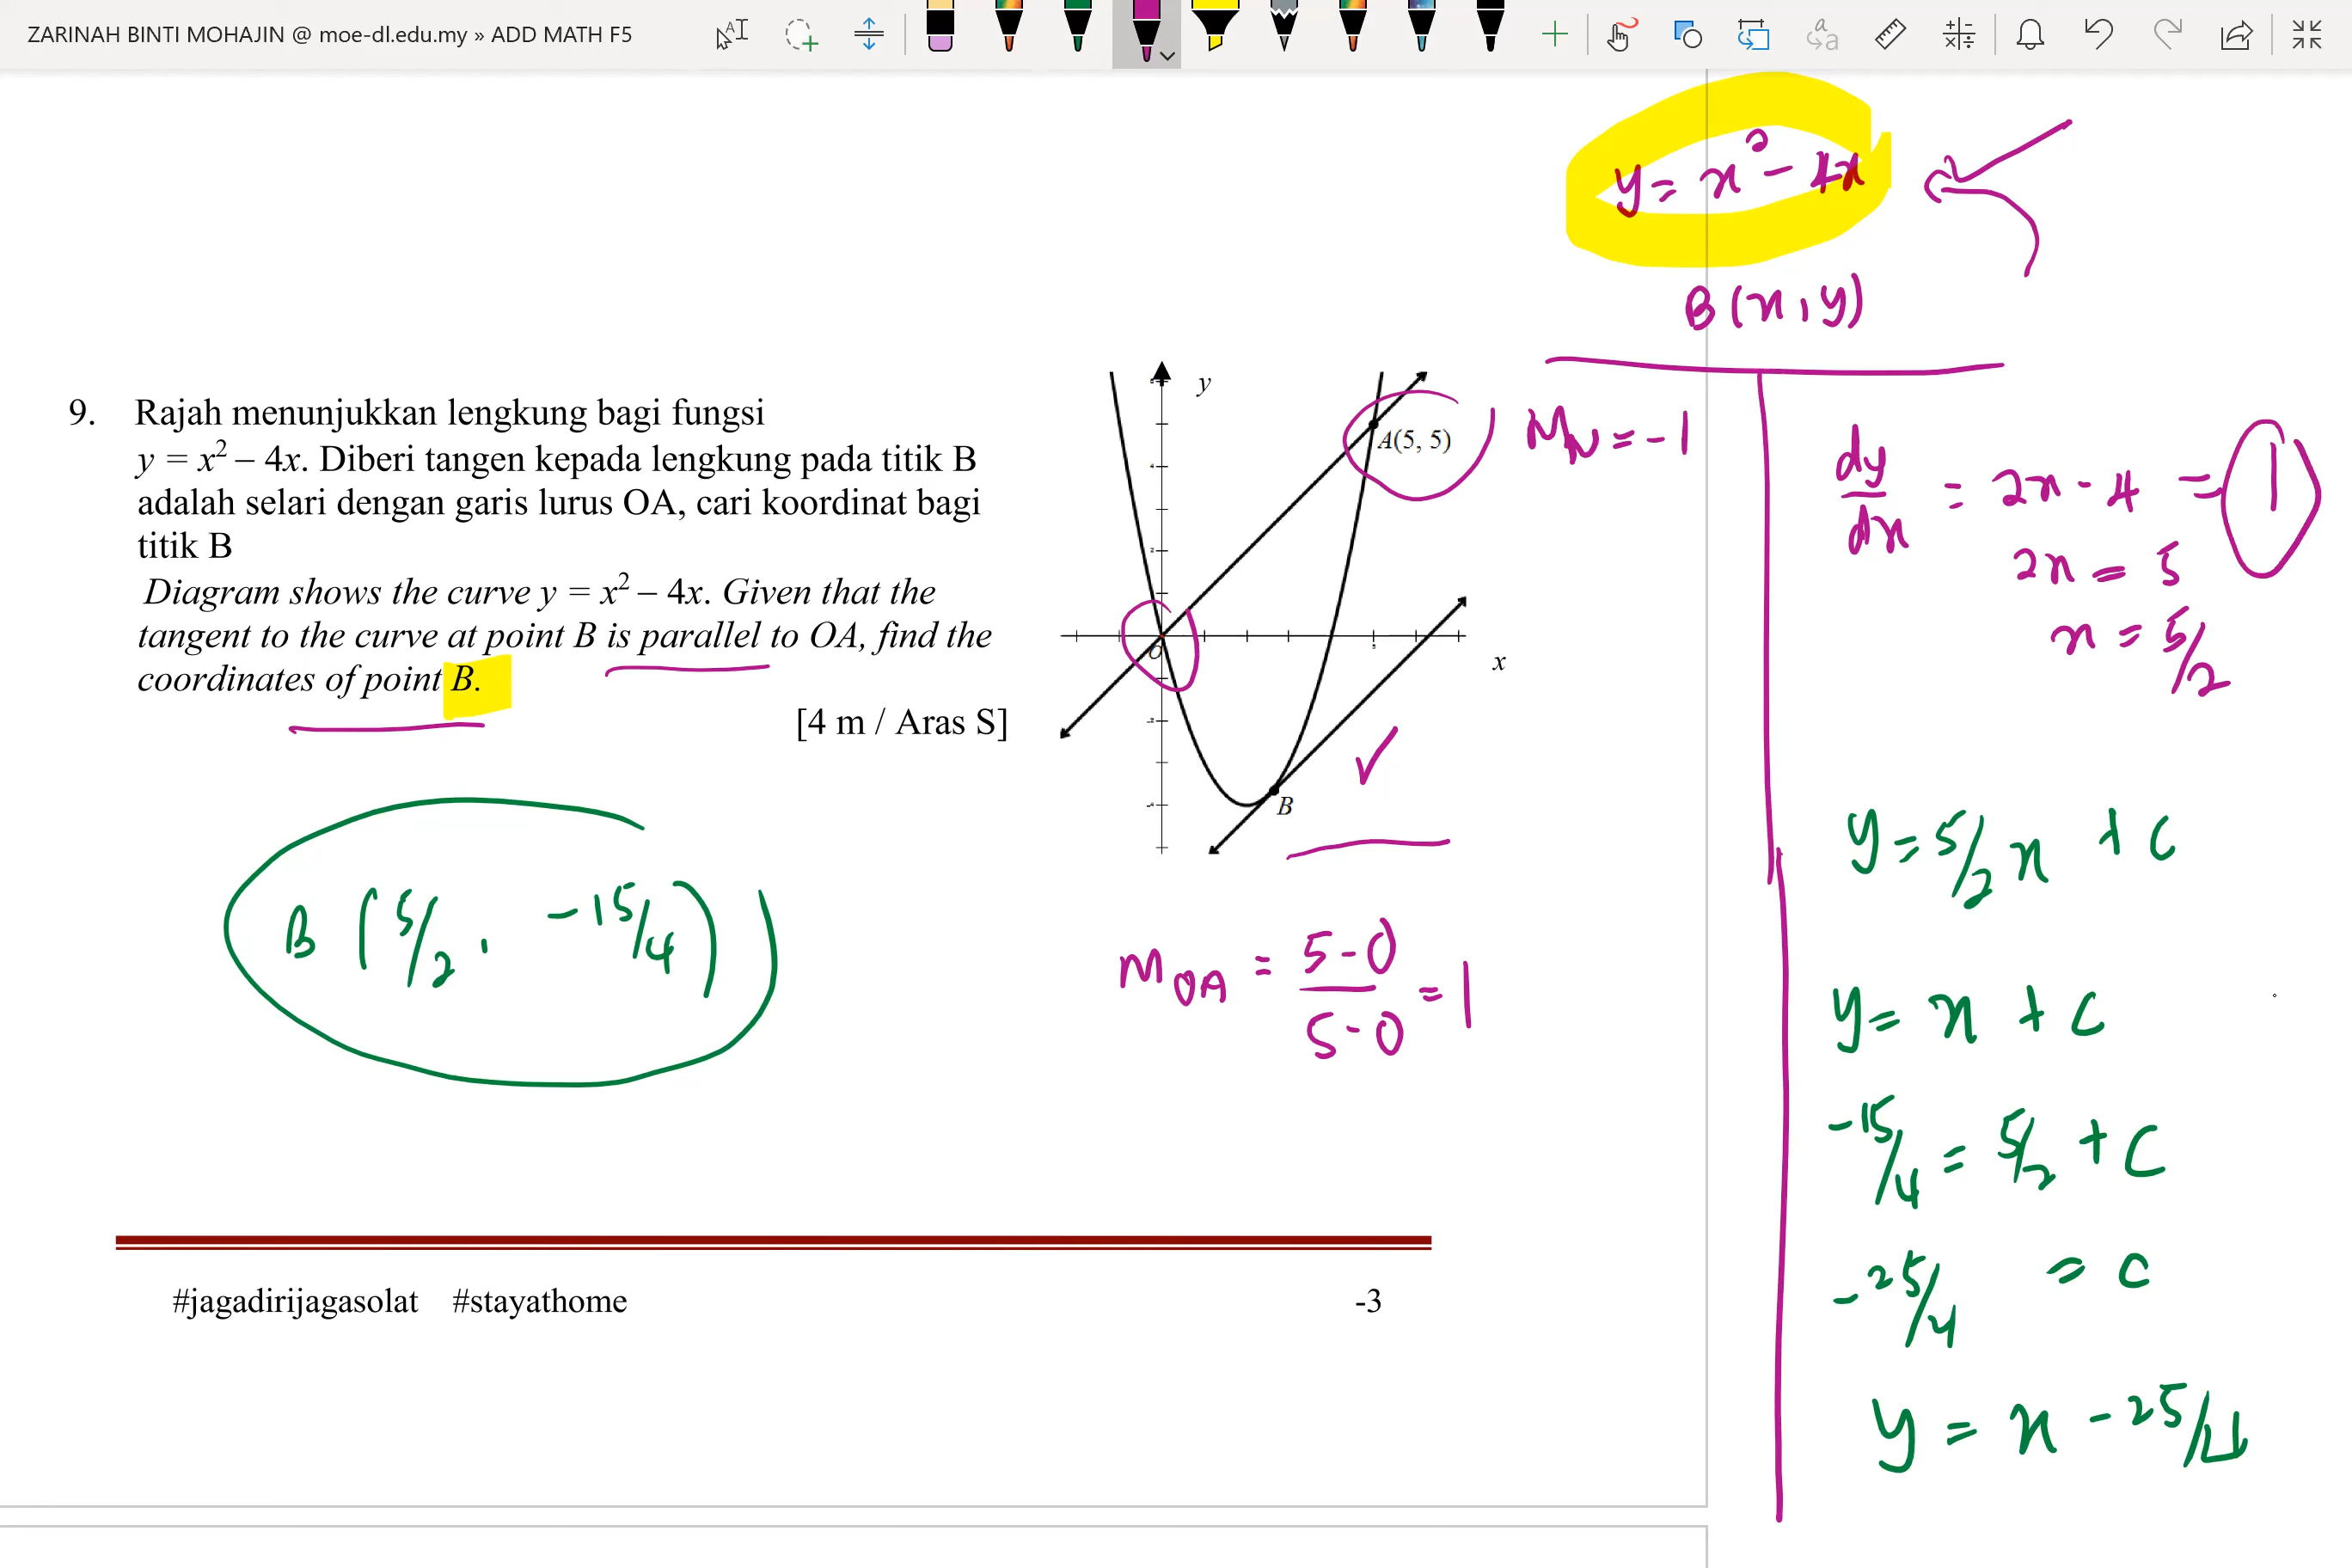 ZARINAH BINTI MOHAJIN @ moe-dl.edu.my » ADD MATH F5
y = x² - 4x
B (x, y)
9. Rajah menunjukkan lengkung bagi fungsi
y = x² – 4x. Diberi tangen kepada lengkung pada titik B
adalah selari dengan garis lurus OA, cari koordinat bagi
titik B
Diagram shows the curve y = x² – 4x. Given that the
tangent to the curve at point B is parallel to OA, find the
coordinates of point B.
[4 m / Aras S]
y
A(5, 5)
O
x
B
M_N = -1
dy/dx = 2x - 4 = 1
2x = 5
x = 5/2
B (5/2, -15/4)
m_OA = (5-0)/(5-0) = 1
y = 5/2 x + c
y = x + c
-15/4 = 5/2 + c
-25/4 = c
y = x - 25/4
#jagadirijagasolat #stayathome -3